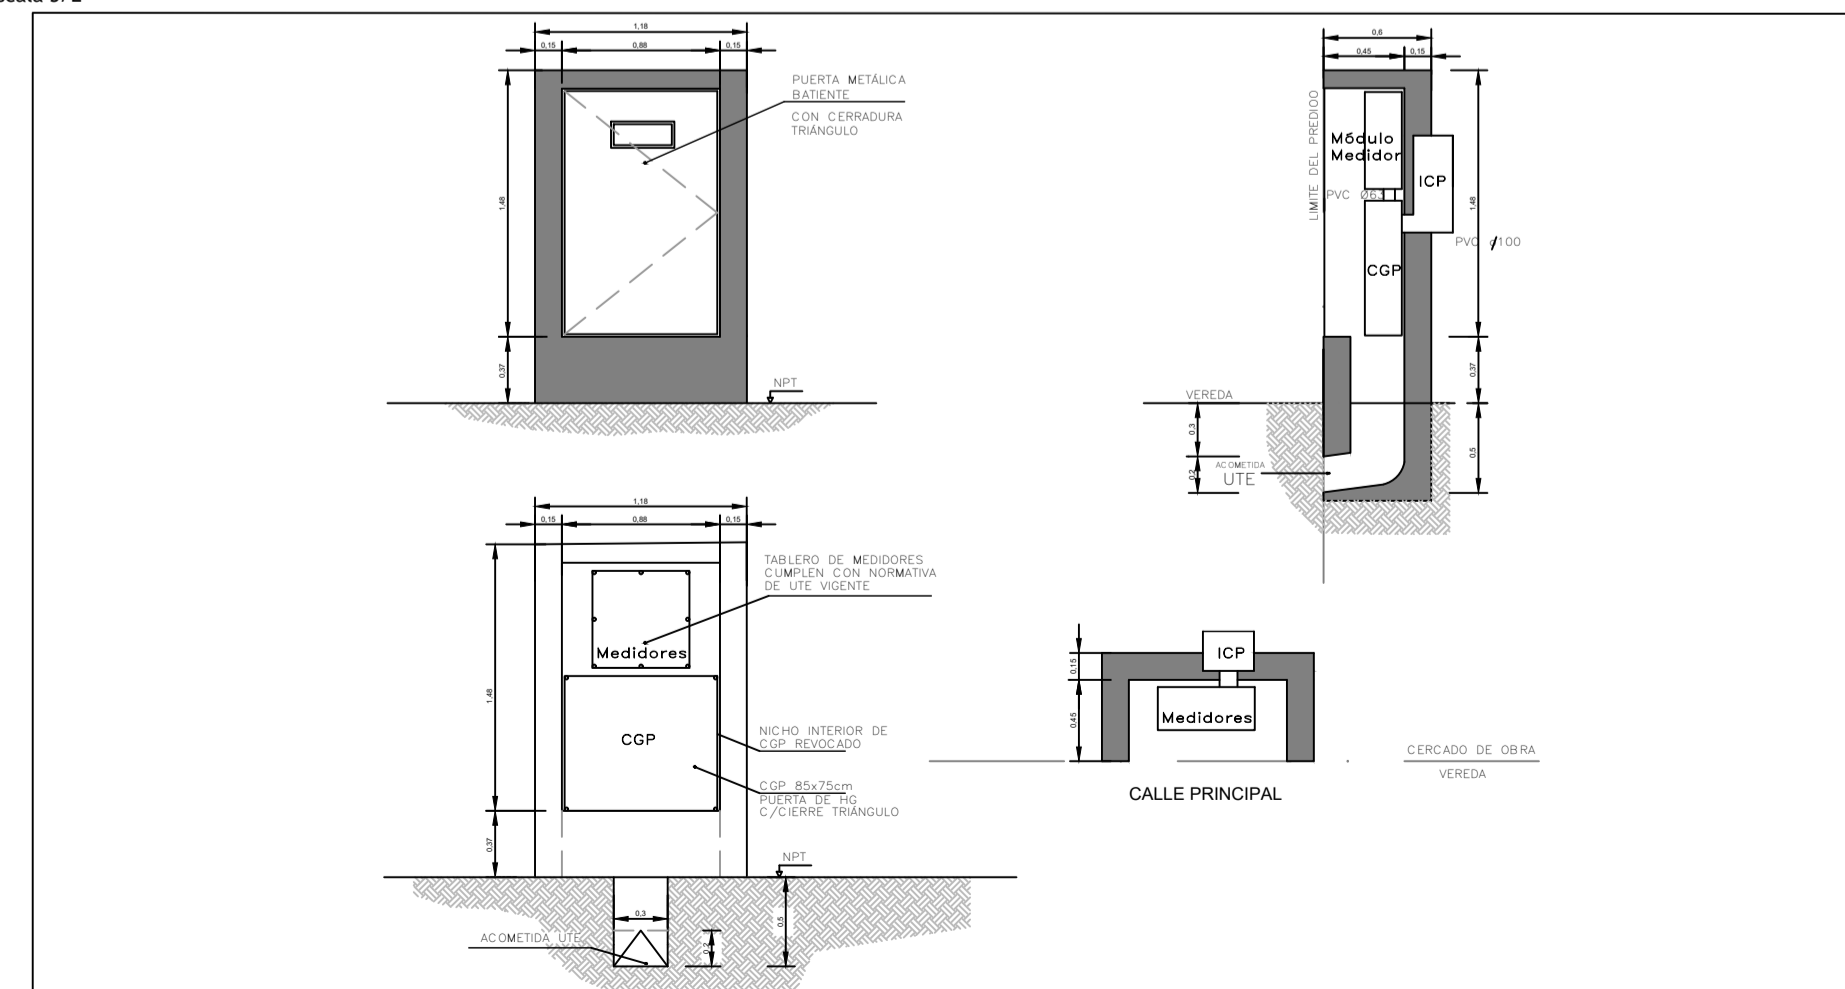 1,18
0,15
0,88
0,15
PUERTA METÁLICA
BATIENTE
CON CERRADURA
TRIÁNGULO
1,48
0,37
NPT
0,6
0,45
0,15
LIMITE DEL PREDIOO
Módulo
Medidor
ICP
PVC Ø63
CGP
PVC ø100
1,48
0,37
VEREDA
0,3
0,2
ACOMETIDA
UTE
0,5
1,18
0,15
0,88
0,15
TABLERO DE MEDIDORES
CUMPLEN CON NORMATIVA
DE UTE VIGENTE
Medidores
1,48
CGP
NICHO INTERIOR DE
CGP REVOCADO
CGP 85x75cm
PUERTA DE HG
C/CIERRE TRIÁNGULO
0,37
NPT
0,3
0,5
0,2
ACOMETIDA UTE
ICP
0,15
0,45
Medidores
CERCADO DE OBRA
VEREDA
CALLE PRINCIPAL